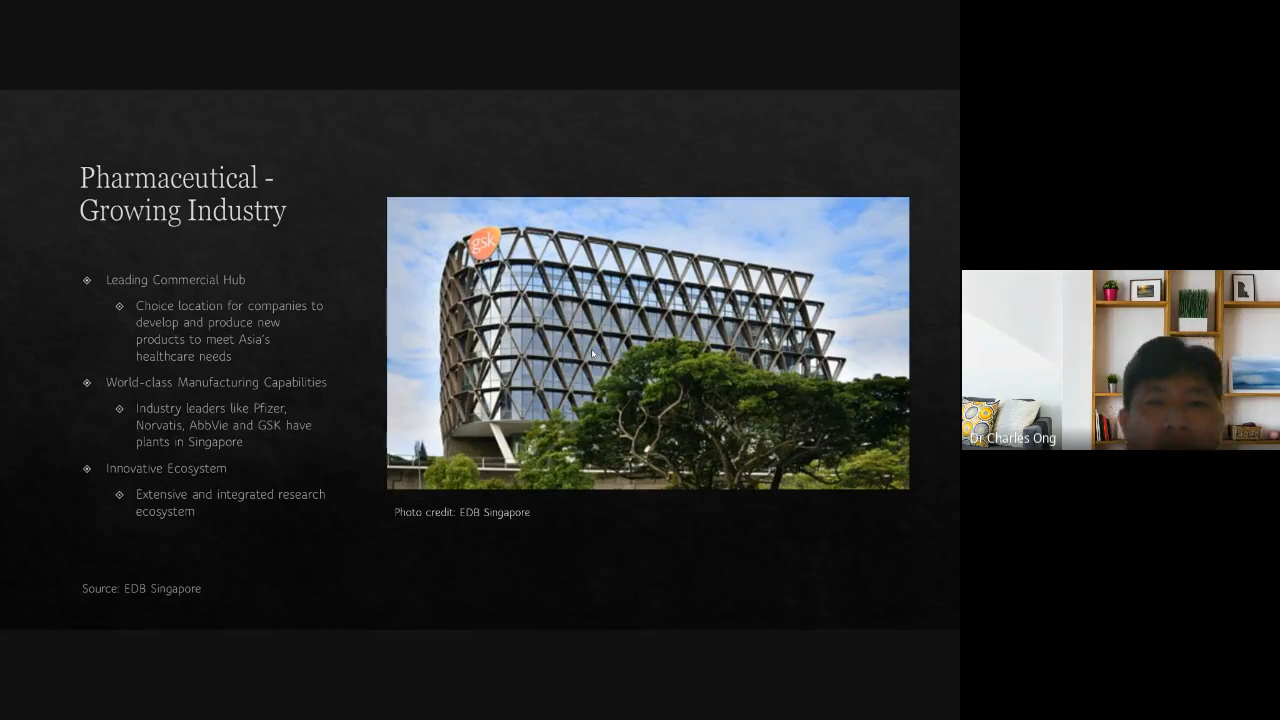 Pharmaceutical -
Growing Industry
Leading Commercial Hub
Choice location for companies to
develop and produce new
products to meet Asia's
healthcare needs
World-class Manufacturing Capabilities
Industry leaders like Pfizer,
Norvatis, AbbVie and GSK have
plants in Singapore
Innovative Ecosystem
Extensive and integrated research
ecosystem
Source: EDB Singapore
gsk
Photo credit: EDB Singapore
Dr Charles Ong